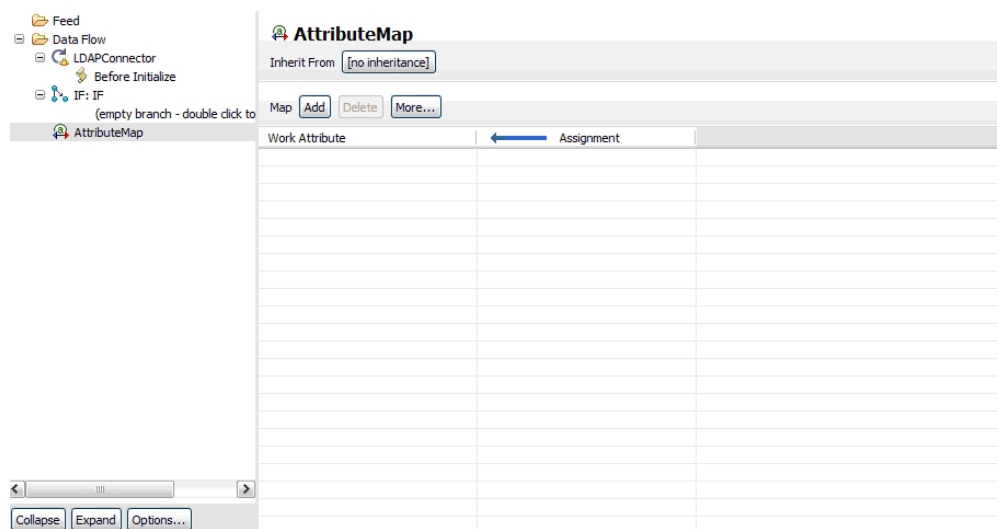 Feed
Data Flow
LDAPConnector
Before Initialize
IF: IF
(empty branch - double click to
AttributeMap
Collapse Expand Options...
AttributeMap
Inherit From [no inheritance]
Map Add Delete More...
Work Attribute Assignment